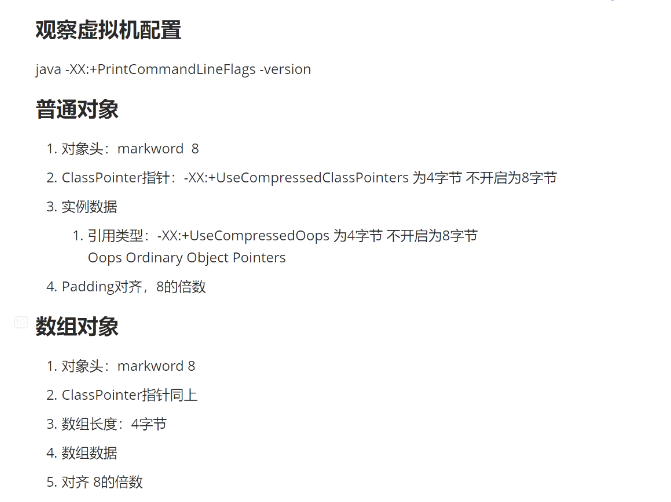 观察虚拟机配置
java -XX:+PrintCommandLineFlags -version
普通对象
1. 对象头：markword  8
2. ClassPointer指针：-XX:+UseCompressedClassPointers 为4字节 不开启为8字节
3. 实例数据
1. 引用类型：-XX:+UseCompressedOops 为4字节 不开启为8字节
Oops Ordinary Object Pointers
4. Padding对齐，8的倍数
数组对象
1. 对象头：markword 8
2. ClassPointer指针同上
3. 数组长度：4字节
4. 数组数据
5. 对齐 8的倍数